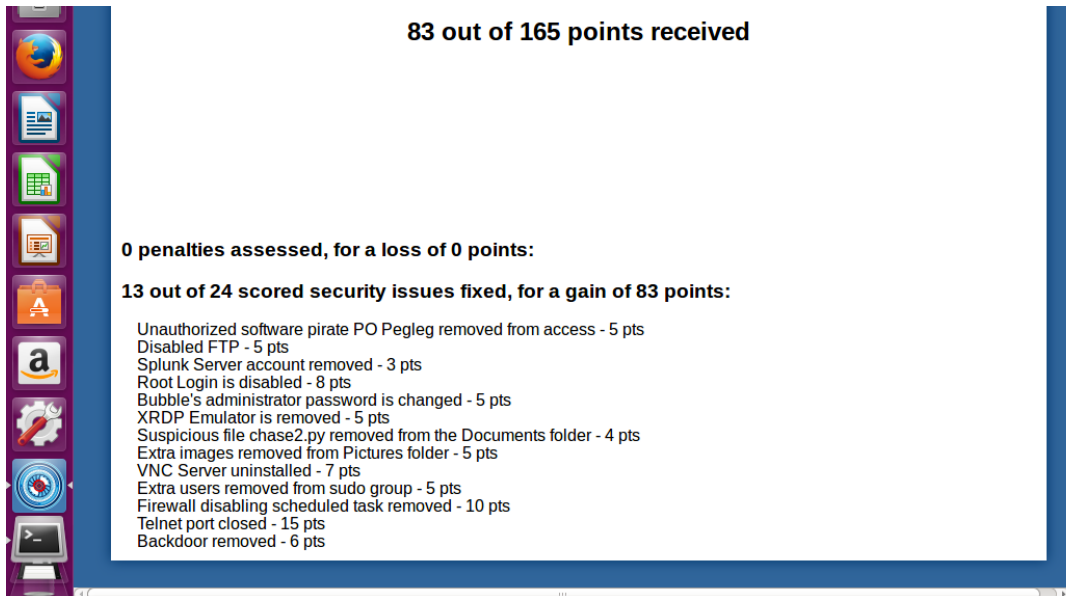 83 out of 165 points received
0 penalties assessed, for a loss of 0 points:
13 out of 24 scored security issues fixed, for a gain of 83 points:
Unauthorized software pirate PO Pegleg removed from access - 5 pts
Disabled FTP - 5 pts
Splunk Server account removed - 3 pts
Root Login is disabled - 8 pts
Bubble's administrator password is changed - 5 pts
XRDP Emulator is removed - 5 pts
Suspicious file chase2.py removed from the Documents folder - 4 pts
Extra images removed from Pictures folder - 5 pts
VNC Server uninstalled - 7 pts
Extra users removed from sudo group - 5 pts
Firewall disabling scheduled task removed - 10 pts
Telnet port closed - 15 pts
Backdoor removed - 6 pts